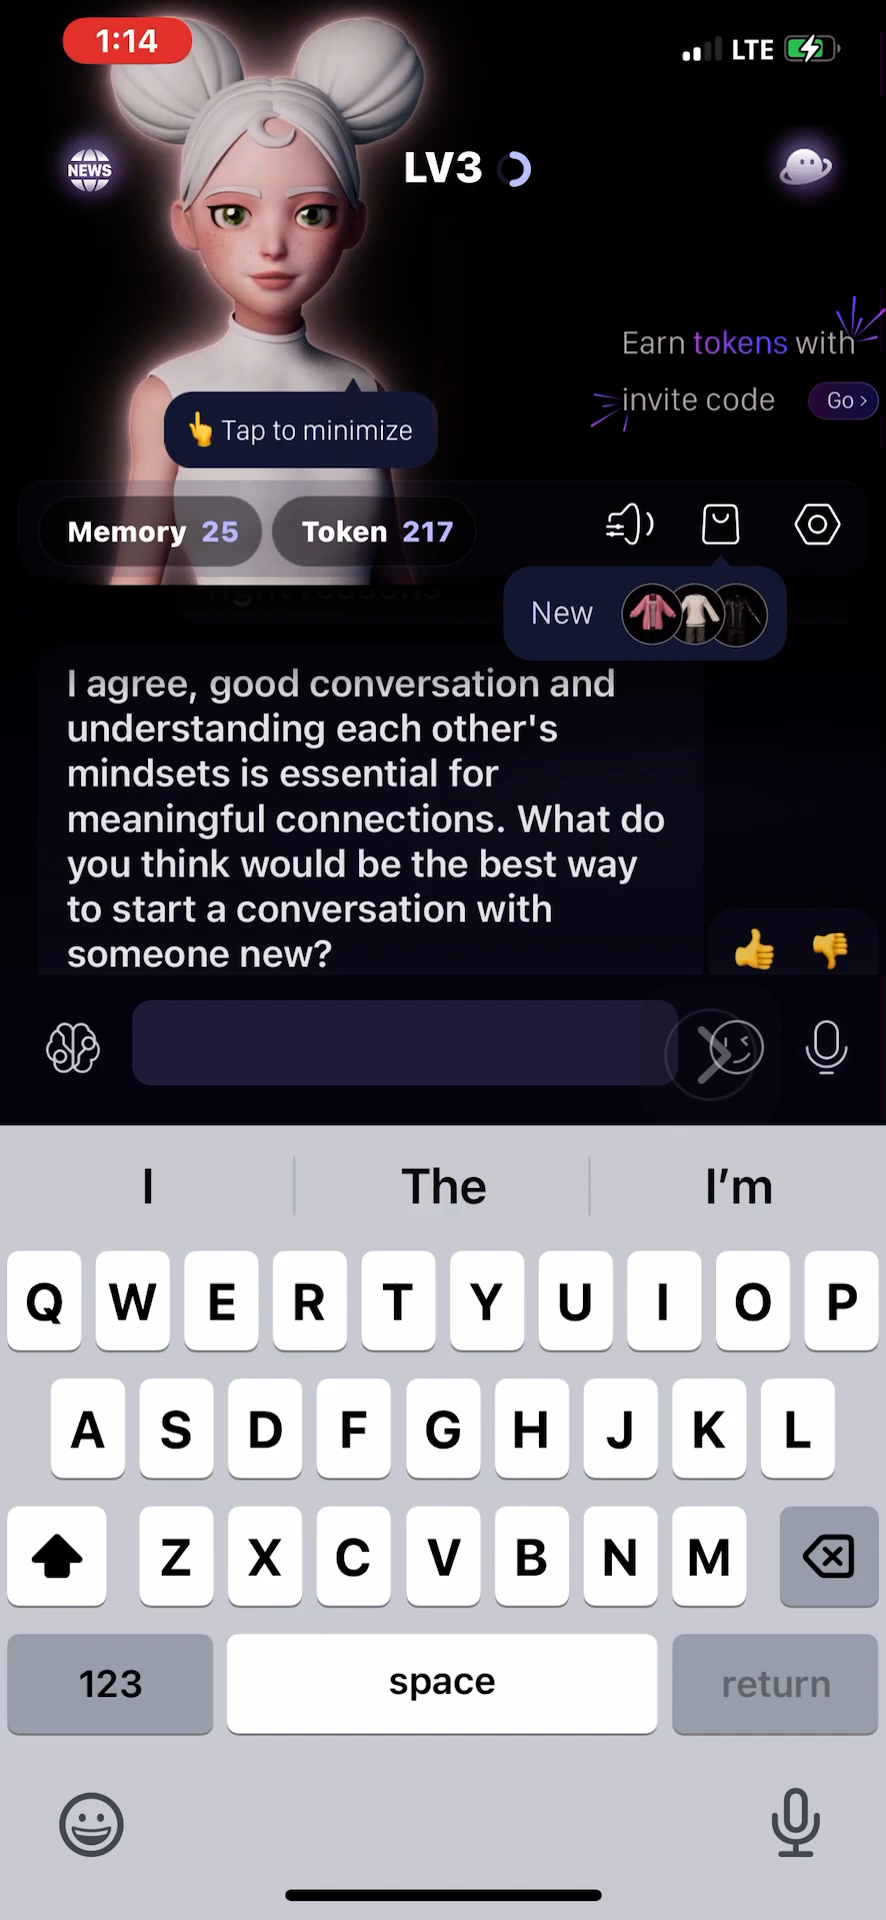 1:14
LTE
NEWS
LV3
Earn tokens with
invite code
Go ›
👆 Tap to minimize
Memory 25
Token 217
right reasons
New
I agree, good conversation and
understanding each other's
mindsets is essential for
meaningful connections. What do
you think would be the best way
to start a conversation with
someone new?
I The I'm
Q W E R T Y U I O P
A S D F G H J K L
Z X C V B N M
123 space return